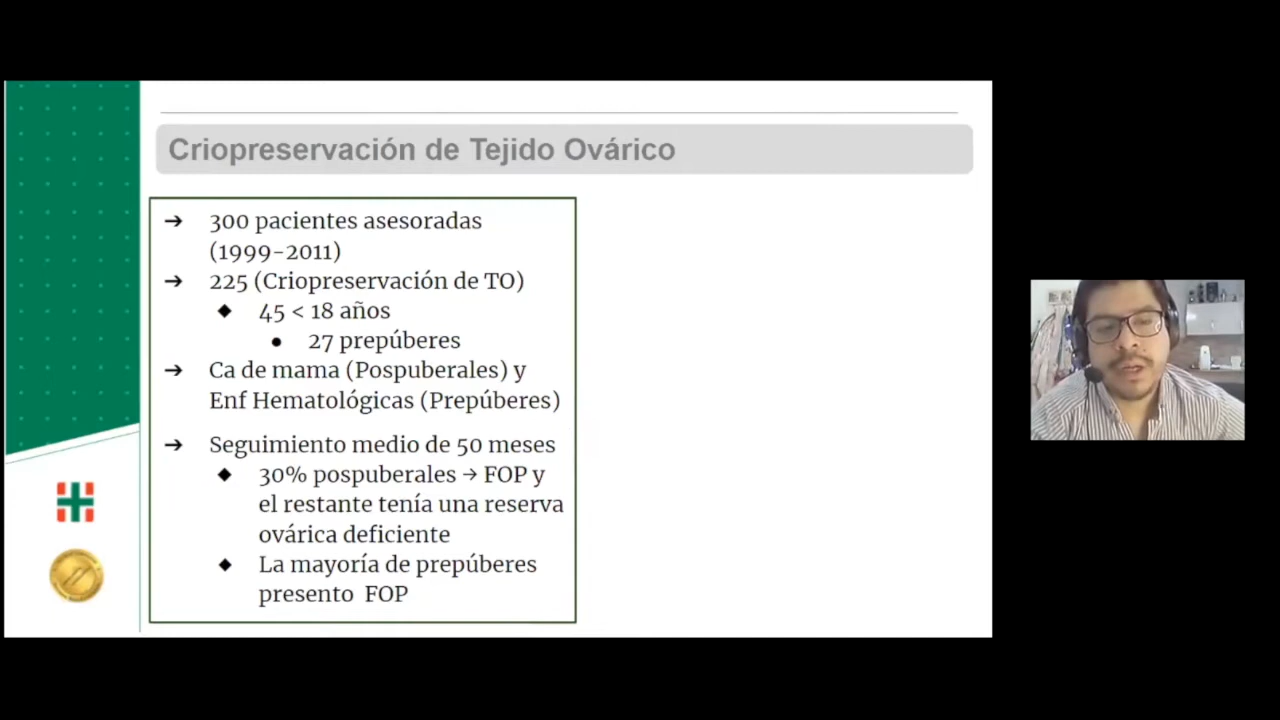 Criopreservación de Tejido Ovárico
➔ 300 pacientes asesoradas
(1999-2011)
➔ 225 (Criopreservación de TO)
◆ 45 < 18 años
● 27 prepúberes
➔ Ca de mama (Pospuberales) y
Enf Hematológicas (Prepúberes)
➔ Seguimiento medio de 50 meses
◆ 30% pospuberales → FOP y
el restante tenía una reserva
ovárica deficiente
◆ La mayoría de prepúberes
presento FOP